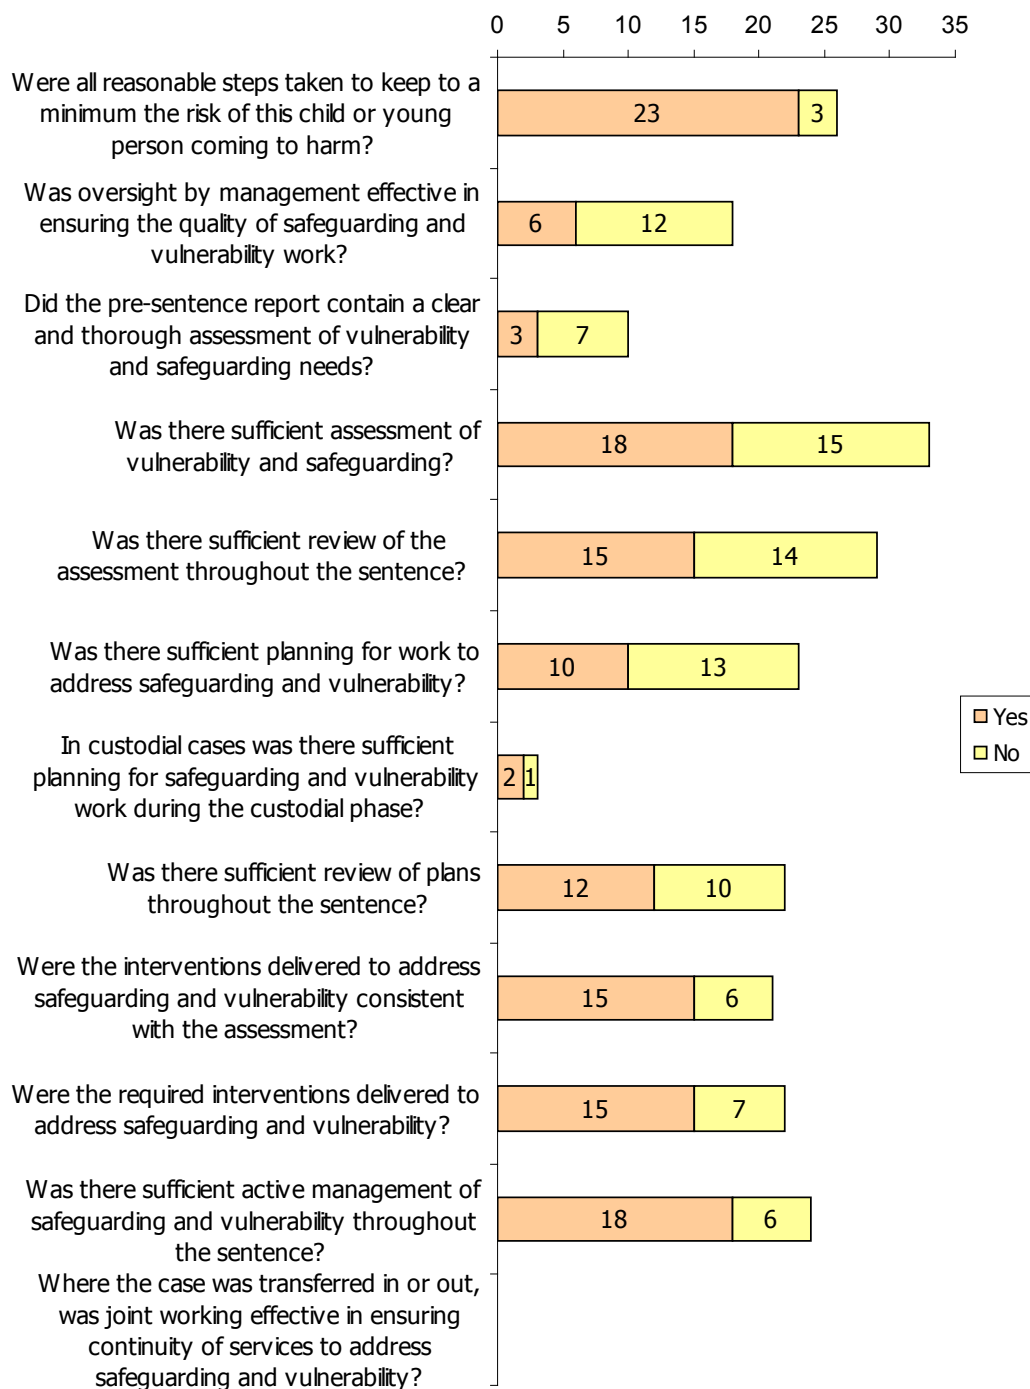 0 5 10 15 20 25 30 35
Were all reasonable steps taken to keep to a
minimum the risk of this child or young
person coming to harm?
23 3
Was oversight by management effective in
ensuring the quality of safeguarding and
vulnerability work?
6 12
Did the pre-sentence report contain a clear
and thorough assessment of vulnerability
and safeguarding needs?
3 7
Was there sufficient assessment of
vulnerability and safeguarding?
18 15
Was there sufficient review of the
assessment throughout the sentence?
15 14
Was there sufficient planning for work to
address safeguarding and vulnerability?
10 13
In custodial cases was there sufficient
planning for safeguarding and vulnerability
work during the custodial phase?
2 1
Was there sufficient review of plans
throughout the sentence?
12 10
Were the interventions delivered to address
safeguarding and vulnerability consistent
with the assessment?
15 6
Were the required interventions delivered to
address safeguarding and vulnerability?
15 7
Was there sufficient active management of
safeguarding and vulnerability throughout
the sentence?
18 6
Where the case was transferred in or out,
was joint working effective in ensuring
continuity of services to address
safeguarding and vulnerability?
Yes
No